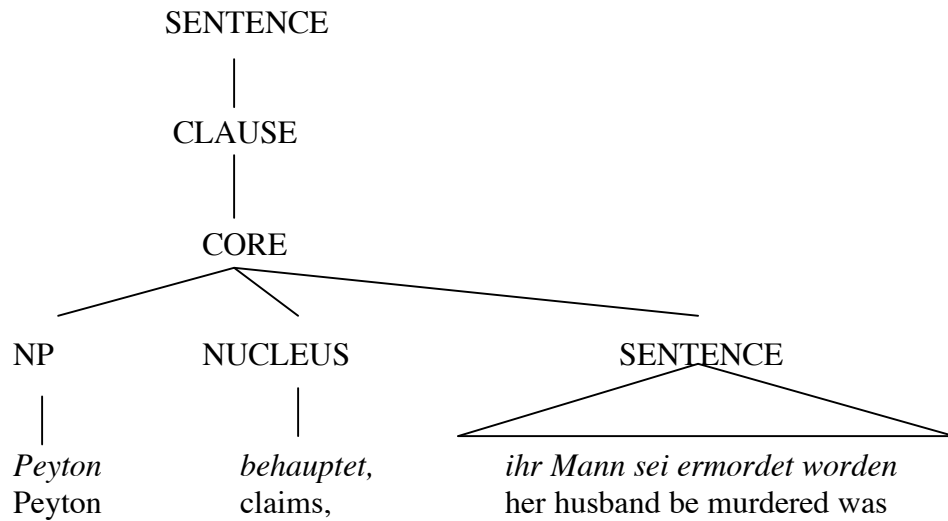 SENTENCE
CLAUSE
CORE
NP NUCLEUS SENTENCE
Peyton behauptet, ihr Mann sei ermordet worden
Peyton claims, her husband be murdered was